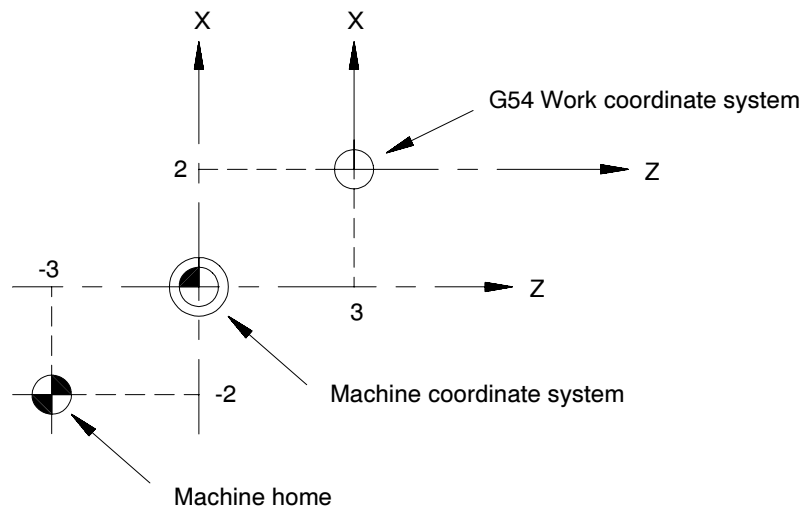 X X
G54 Work coordinate system
2 Z
-3
Z
3
Machine coordinate system
-2
Machine home